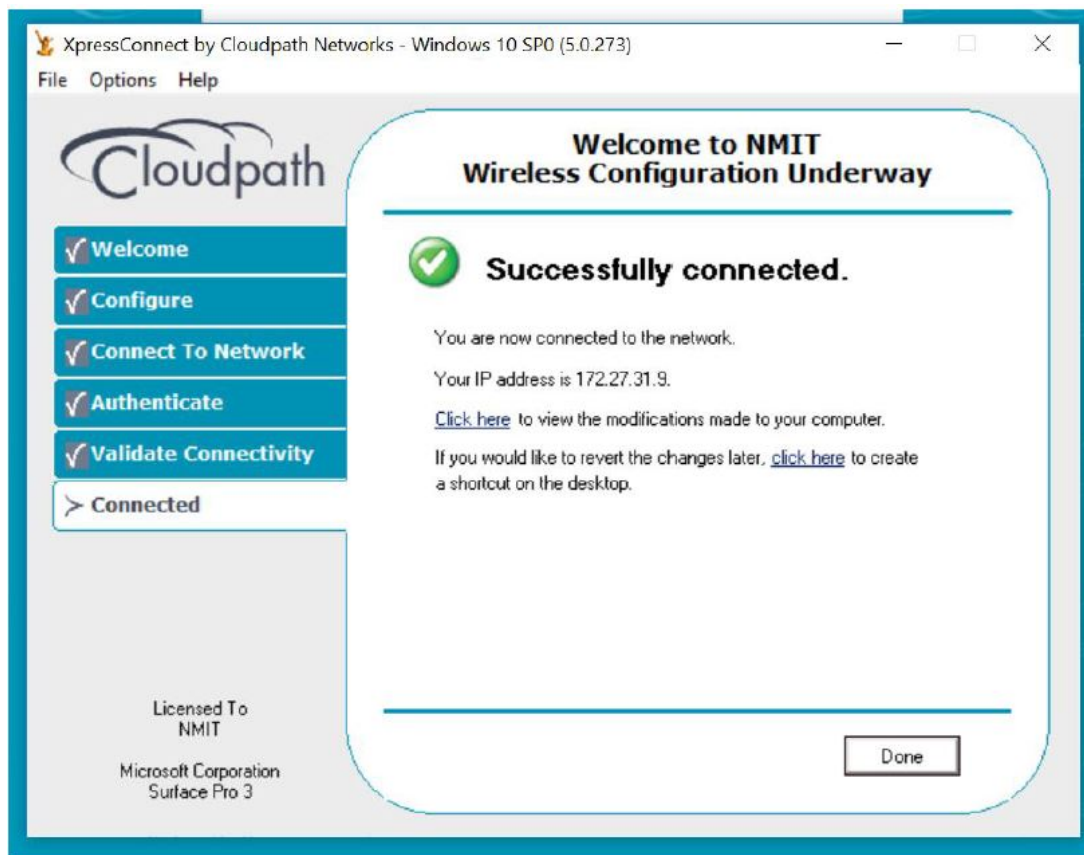 XpressConnect by Cloudpath Networks - Windows 10 SP0 (5.0.273)
File Options Help
Cloudpath
Welcome
Configure
Connect To Network
Authenticate
Validate Connectivity
Connected
Licensed To
NMIT
Microsoft Corporation
Surface Pro 3
Welcome to NMIT
Wireless Configuration Underway
Successfully connected.
You are now connected to the network.
Your IP address is 172.27.31.9.
Click here to view the modifications made to your computer.
If you would like to revert the changes later, click here to create
a shortcut on the desktop.
Done